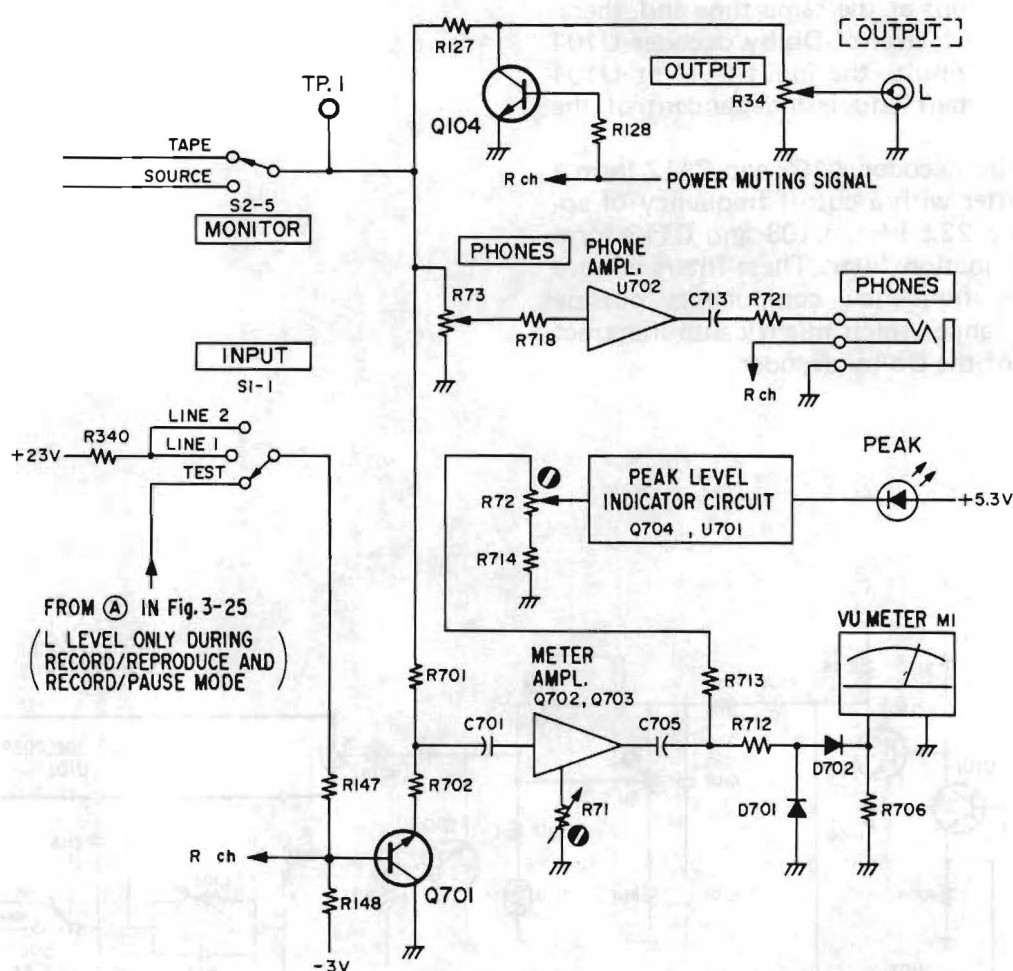 R127
OUTPUT
TP. 1
OUTPUT
R34
L
Q104
R128
TAPE
SOURCE
R ch
POWER MUTING SIGNAL
S2-5
MONITOR
PHONES
PHONE
AMPL.
U702
C713
R721
PHONES
R73
R718
INPUT
S1-1
R ch
LINE 2
R340
LINE 1
+23V
TEST
PEAK
R72
PEAK LEVEL
INDICATOR CIRCUIT
Q704 , U701
+5.3V
R714
FROM (A) IN Fig. 3-25
(L LEVEL ONLY DURING
RECORD/REPRODUCE AND
RECORD/PAUSE MODE)
VU METER M1
R701
METER
AMPL.
Q702, Q703
R713
C701
C705
R712
D702
R147
R702
R71
D701
R706
R ch
Q701
R148
-3V